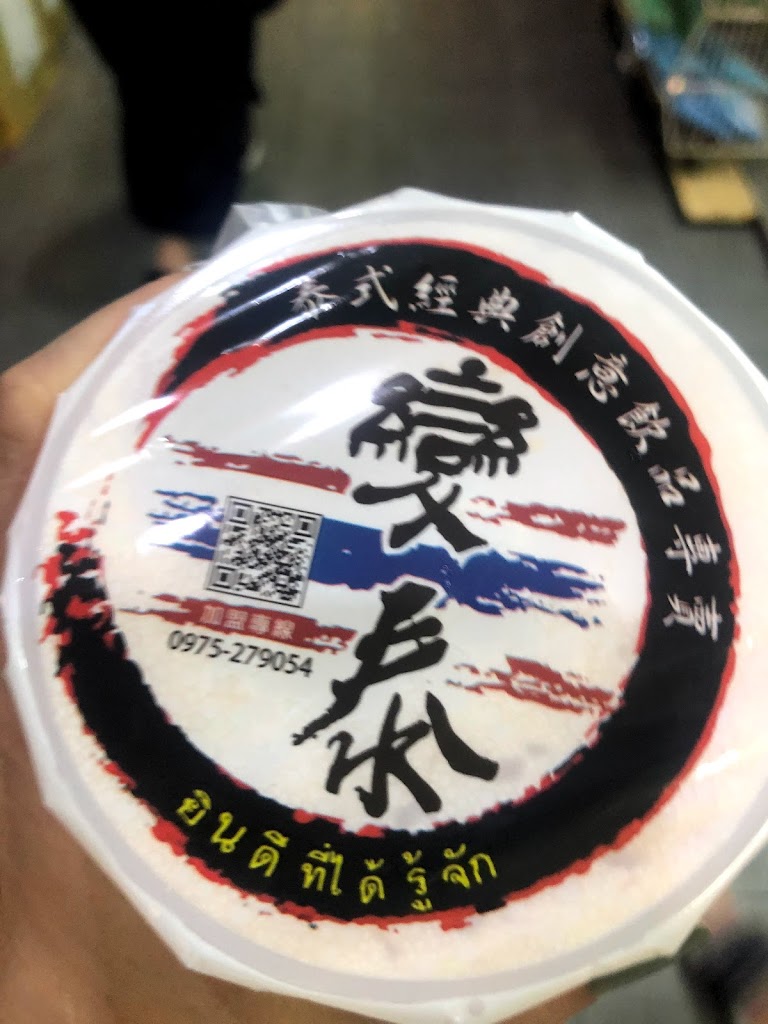 泰式經典創意飲品專賣
變泰
加盟專線
0975-279054
ยินดีที่ได้รู้จัก